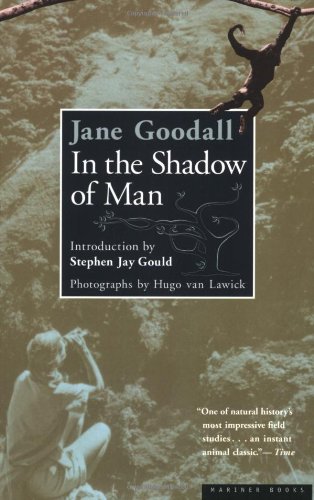 Jane Goodall
In the Shadow
of Man
Introduction by
Stephen Jay Gould
Photographs by Hugo van Lawick
"One of natural history's
most impressive field
studies . . . an instant
animal classic."—Time
MARINER BOOKS